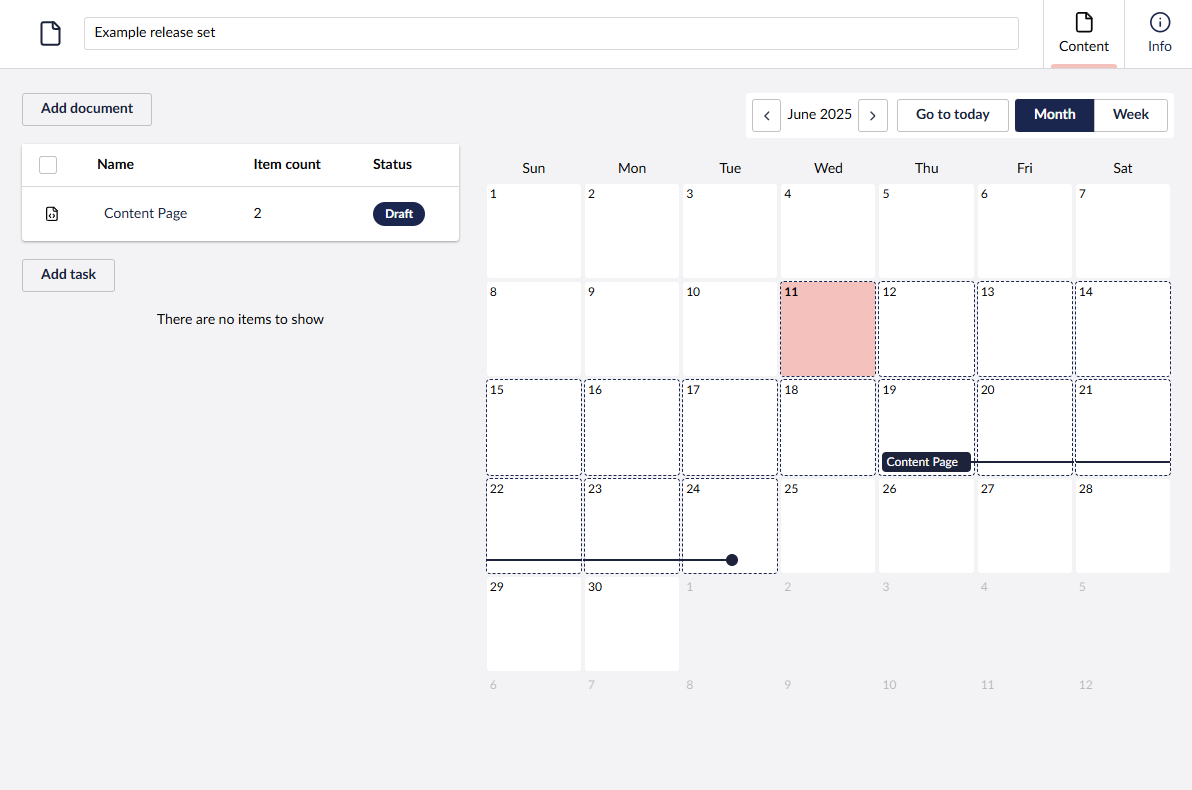 Example release set
Content
Info
Add document
Name Item count Status
Content Page 2 Draft
Add task
There are no items to show
June 2025 Go to today Month Week
Sun Mon Tue Wed Thu Fri Sat
1 2 3 4 5 6 7
8 9 10 11 12 13 14
15 16 17 18 19 20 21
Content Page
22 23 24 25 26 27 28
29 30 1 2 3 4 5
6 7 8 9 10 11 12